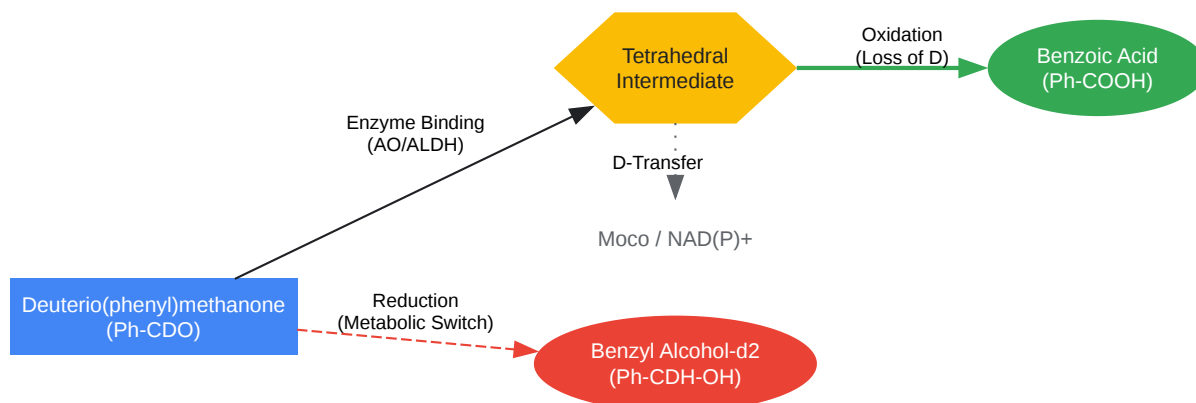 Tetrahedral
Intermediate
Oxidation
(Loss of D)
Benzoic Acid
(Ph-COOH)
Enzyme Binding
(AO/ALDH)
D-Transfer
Moco / NAD(P)+
Deuterio(phenyl)methanone
(Ph-CDO)
Reduction
(Metabolic Switch)
Benzyl Alcohol-d2
(Ph-CDH-OH)